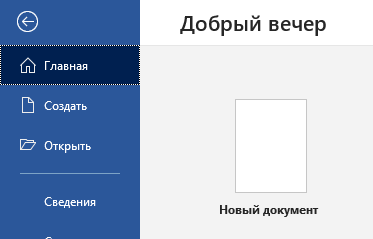 Добрый вечер
Главная
Создать
Открыть
Новый документ
Сведения